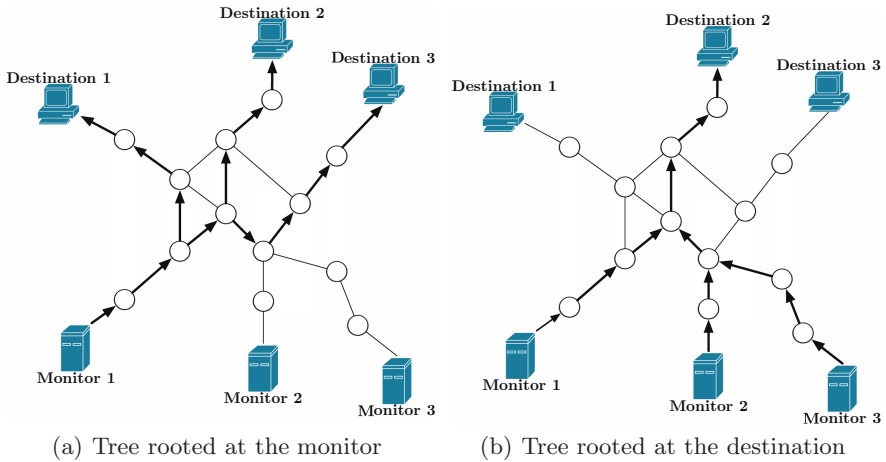 Destination 2
Destination 3
Destination 1
Monitor 1
Monitor 2
Monitor 3
(a) Tree rooted at the monitor
Destination 2
Destination 3
Destination 1
Monitor 1
Monitor 2
Monitor 3
(b) Tree rooted at the destination